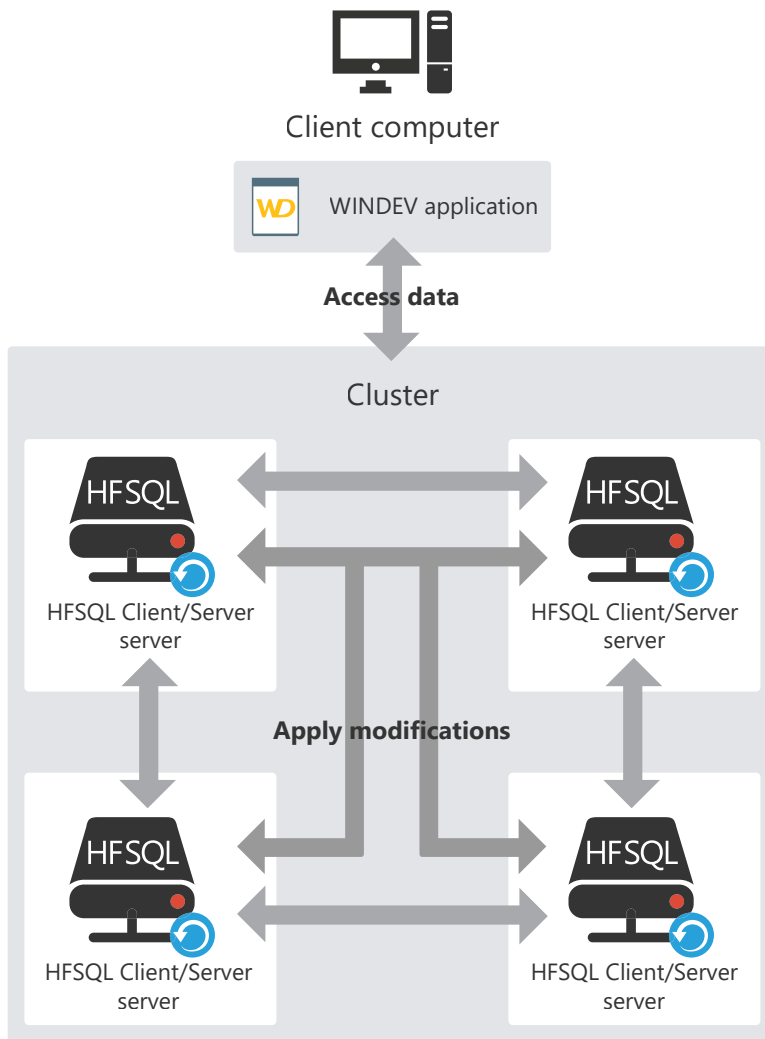 Client computer
WD
WINDEV application
Access data
Cluster
HFSQL
HFSQL
HFSQL Client/Server
server
HFSQL Client/Server
server
Apply modifications
HFSQL
HFSQL
HFSQL Client/Server
server
HFSQL Client/Server
server